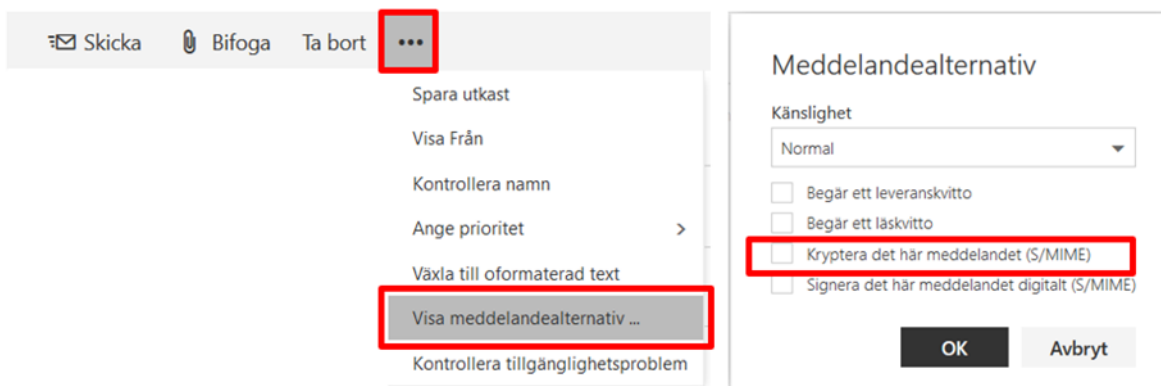 Skicka Bifoga Ta bort •••
Spara utkast
Visa Från
Kontrollera namn
Ange prioritet >
Växla till oformaterad text
Visa meddelandealternativ ...
Kontrollera tillgänglighetsproblem
Meddelandealternativ
Känslighet
Normal
Begär ett leveranskvitto
Begär ett läskvitto
Kryptera det här meddelandet (S/MIME)
Signera det här meddelandet digitalt (S/MIME)
OK Avbryt